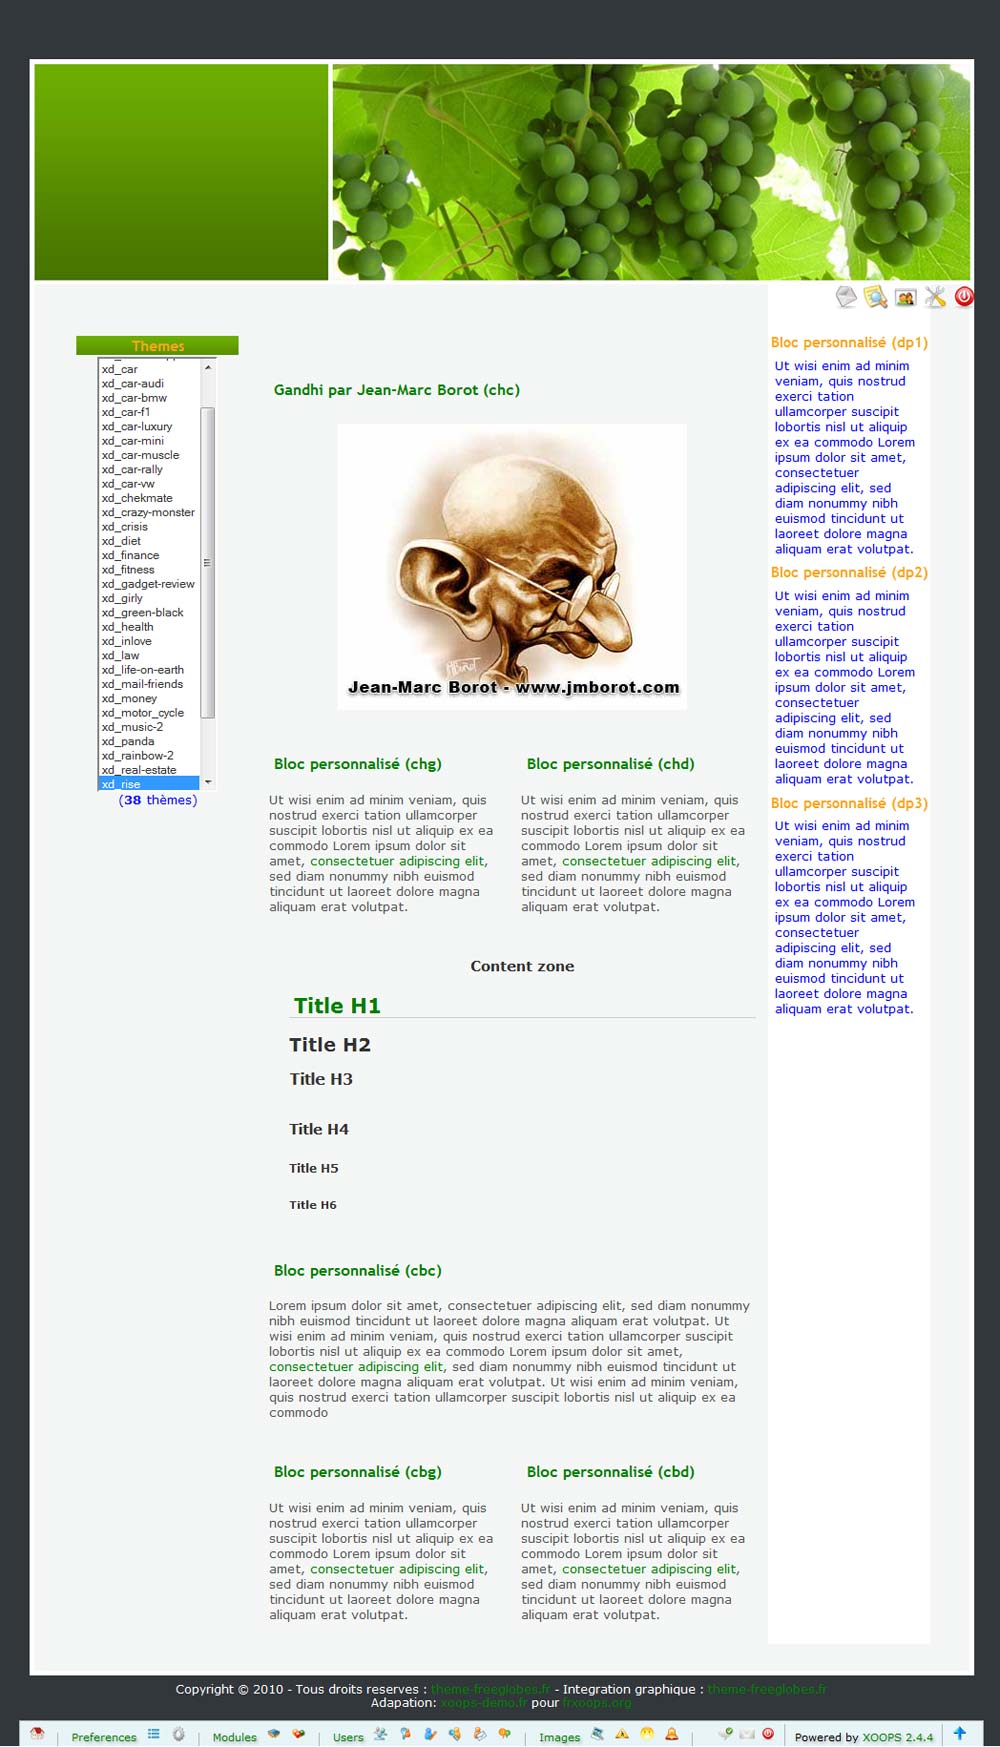 Themes
xd_car
xd_car-audi
xd_car-bmw
xd_car-f1
xd_car-luxury
xd_car-mini
xd_car-muscle
xd_car-rally
xd_car-vw
xd_chekmate
xd_crazy-monster
xd_crisis
xd_diet
xd_finance
xd_fitness
xd_gadget-review
xd_girly
xd_green-black
xd_health
xd_inlove
xd_law
xd_life-on-earth
xd_mail-friends
xd_money
xd_motor_cycle
xd_music-2
xd_panda
xd_rainbow-2
xd_real-estate
xd_rise
(38 thèmes)
Gandhi par Jean-Marc Borot (chc)
Jean-Marc Borot - www.jmborot.com
Bloc personnalisé (chg)
Ut wisi enim ad minim veniam, quis
nostrud exerci tation ullamcorper
suscipit lobortis nisl ut aliquip ex ea
commodo Lorem ipsum dolor sit
amet, consectetuer adipiscing elit,
sed diam nonummy nibh euismod
tincidunt ut laoreet dolore magna
aliquam erat volutpat.
Bloc personnalisé (chd)
Ut wisi enim ad minim veniam, quis
nostrud exerci tation ullamcorper
suscipit lobortis nisl ut aliquip ex ea
commodo Lorem ipsum dolor sit
amet, consectetuer adipiscing elit,
sed diam nonummy nibh euismod
tincidunt ut laoreet dolore magna
aliquam erat volutpat.
Content zone
Title H1
Title H2
Title H3
Title H4
Title H5
Title H6
Bloc personnalisé (cbc)
Lorem ipsum dolor sit amet, consectetuer adipiscing elit, sed diam nonummy
nibh euismod tincidunt ut laoreet dolore magna aliquam erat volutpat. Ut
wisi enim ad minim veniam, quis nostrud exerci tation ullamcorper suscipit
lobortis nisl ut aliquip ex ea commodo Lorem ipsum dolor sit amet,
consectetuer adipiscing elit, sed diam nonummy nibh euismod tincidunt ut
laoreet dolore magna aliquam erat volutpat. Ut wisi enim ad minim veniam,
quis nostrud exerci tation ullamcorper suscipit lobortis nisl ut aliquip ex ea
commodo
Bloc personnalisé (cbg)
Ut wisi enim ad minim veniam, quis
nostrud exerci tation ullamcorper
suscipit lobortis nisl ut aliquip ex ea
commodo Lorem ipsum dolor sit
amet, consectetuer adipiscing elit,
sed diam nonummy nibh euismod
tincidunt ut laoreet dolore magna
aliquam erat volutpat.
Bloc personnalisé (cbd)
Ut wisi enim ad minim veniam, quis
nostrud exerci tation ullamcorper
suscipit lobortis nisl ut aliquip ex ea
commodo Lorem ipsum dolor sit
amet, consectetuer adipiscing elit,
sed diam nonummy nibh euismod
tincidunt ut laoreet dolore magna
aliquam erat volutpat.
Bloc personalisé (dp1)
Ut wisi enim ad minim
veniam, quis nostrud
exerci tation
ullamcorper suscipit
lobortis nisl ut aliquip
ex ea commodo Lorem
ipsum dolor sit amet,
consectetuer
adipiscing elit, sed
diam nonummy nibh
euismod tincidunt ut
laoreet dolore magna
aliquam erat volutpat.
Bloc personnalisé (dp2)
Ut wisi enim ad minim
veniam, quis nostrud
exerci tation
ullamcorper suscipit
lobortis nisl ut aliquip
ex ea commodo Lorem
ipsum dolor sit amet,
consectetuer
adipiscing elit, sed
diam nonummy nibh
euismod tincidunt ut
laoreet dolore magna
aliquam erat volutpat.
Bloc personnalisé (dp3)
Ut wisi enim ad minim
veniam, quis nostrud
exerci tation
ullamcorper suscipit
lobortis nisl ut aliquip
ex ea commodo Lorem
ipsum dolor sit amet,
consectetuer
adipiscing elit, sed
diam nonummy nibh
euismod tincidunt ut
laoreet dolore magna
aliquam erat volutpat.
Copyright © 2010 - Tous droits reserves : theme-freeglobes.fr - Integration graphique : theme-freeglobes.fr
Adapation: xoops-demo.fr pour frxoops.org
Preferences | Modules | Users | Images | Powered by XOOPS 2.4.4